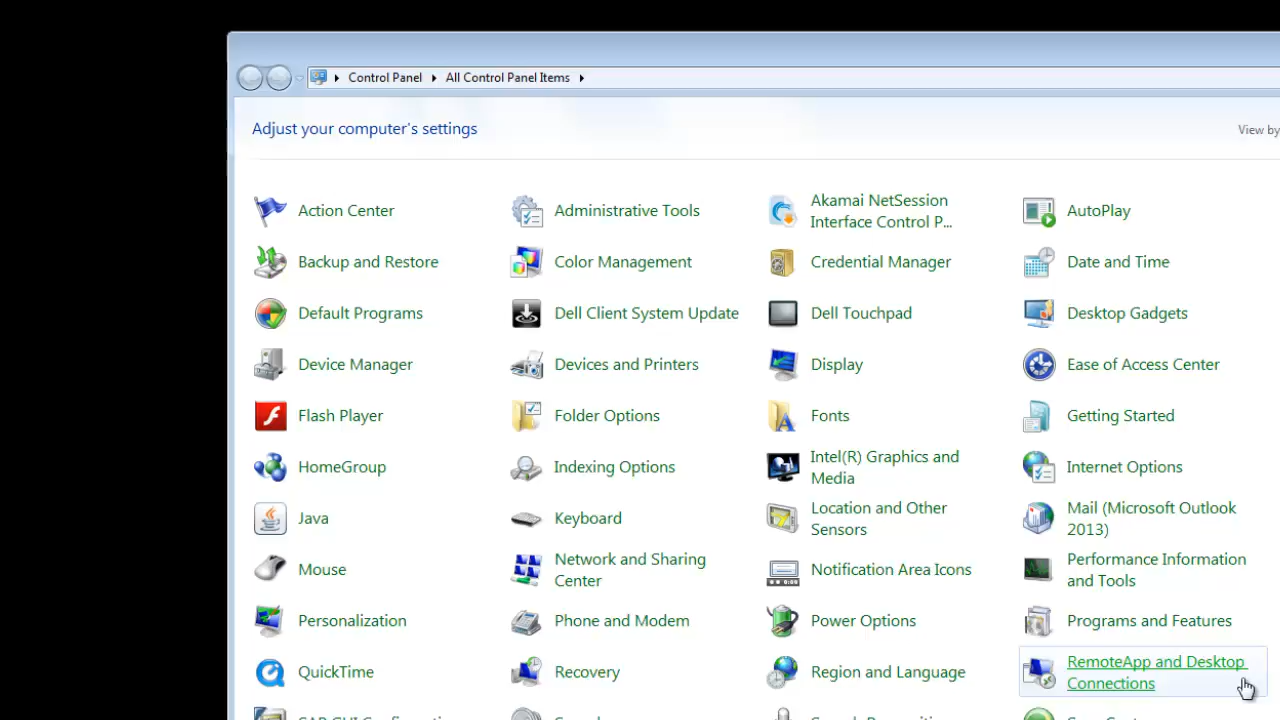 Control Panel All Control Panel Items
Adjust your computer's settings
View by
Action Center
Administrative Tools
Akamai NetSession
Interface Control P...
AutoPlay
Backup and Restore
Color Management
Credential Manager
Date and Time
Default Programs
Dell Client System Update
Dell Touchpad
Desktop Gadgets
Device Manager
Devices and Printers
Display
Ease of Access Center
Flash Player
Folder Options
Fonts
Getting Started
HomeGroup
Indexing Options
Intel(R) Graphics and
Media
Internet Options
Java
Keyboard
Location and Other
Sensors
Mail (Microsoft Outlook
2013)
Mouse
Network and Sharing
Center
Notification Area Icons
Performance Information
and Tools
Personalization
Phone and Modem
Power Options
Programs and Features
QuickTime
Recovery
Region and Language
RemoteApp and Desktop
Connections